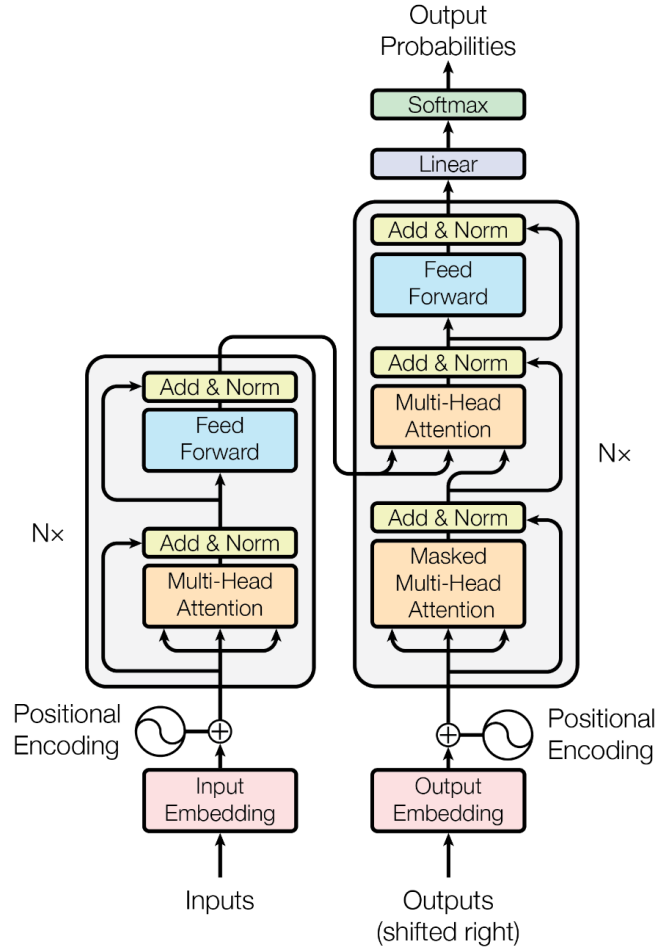 Output
Probabilities
Softmax
Linear
Add & Norm
Feed
Forward
Add & Norm
Multi-Head
Attention
Nx
Add & Norm
Masked
Multi-Head
Attention
Add & Norm
Feed
Forward
Nx
Add & Norm
Multi-Head
Attention
Positional
Encoding
Positional
Encoding
Input
Embedding
Output
Embedding
Inputs
Outputs
(shifted right)